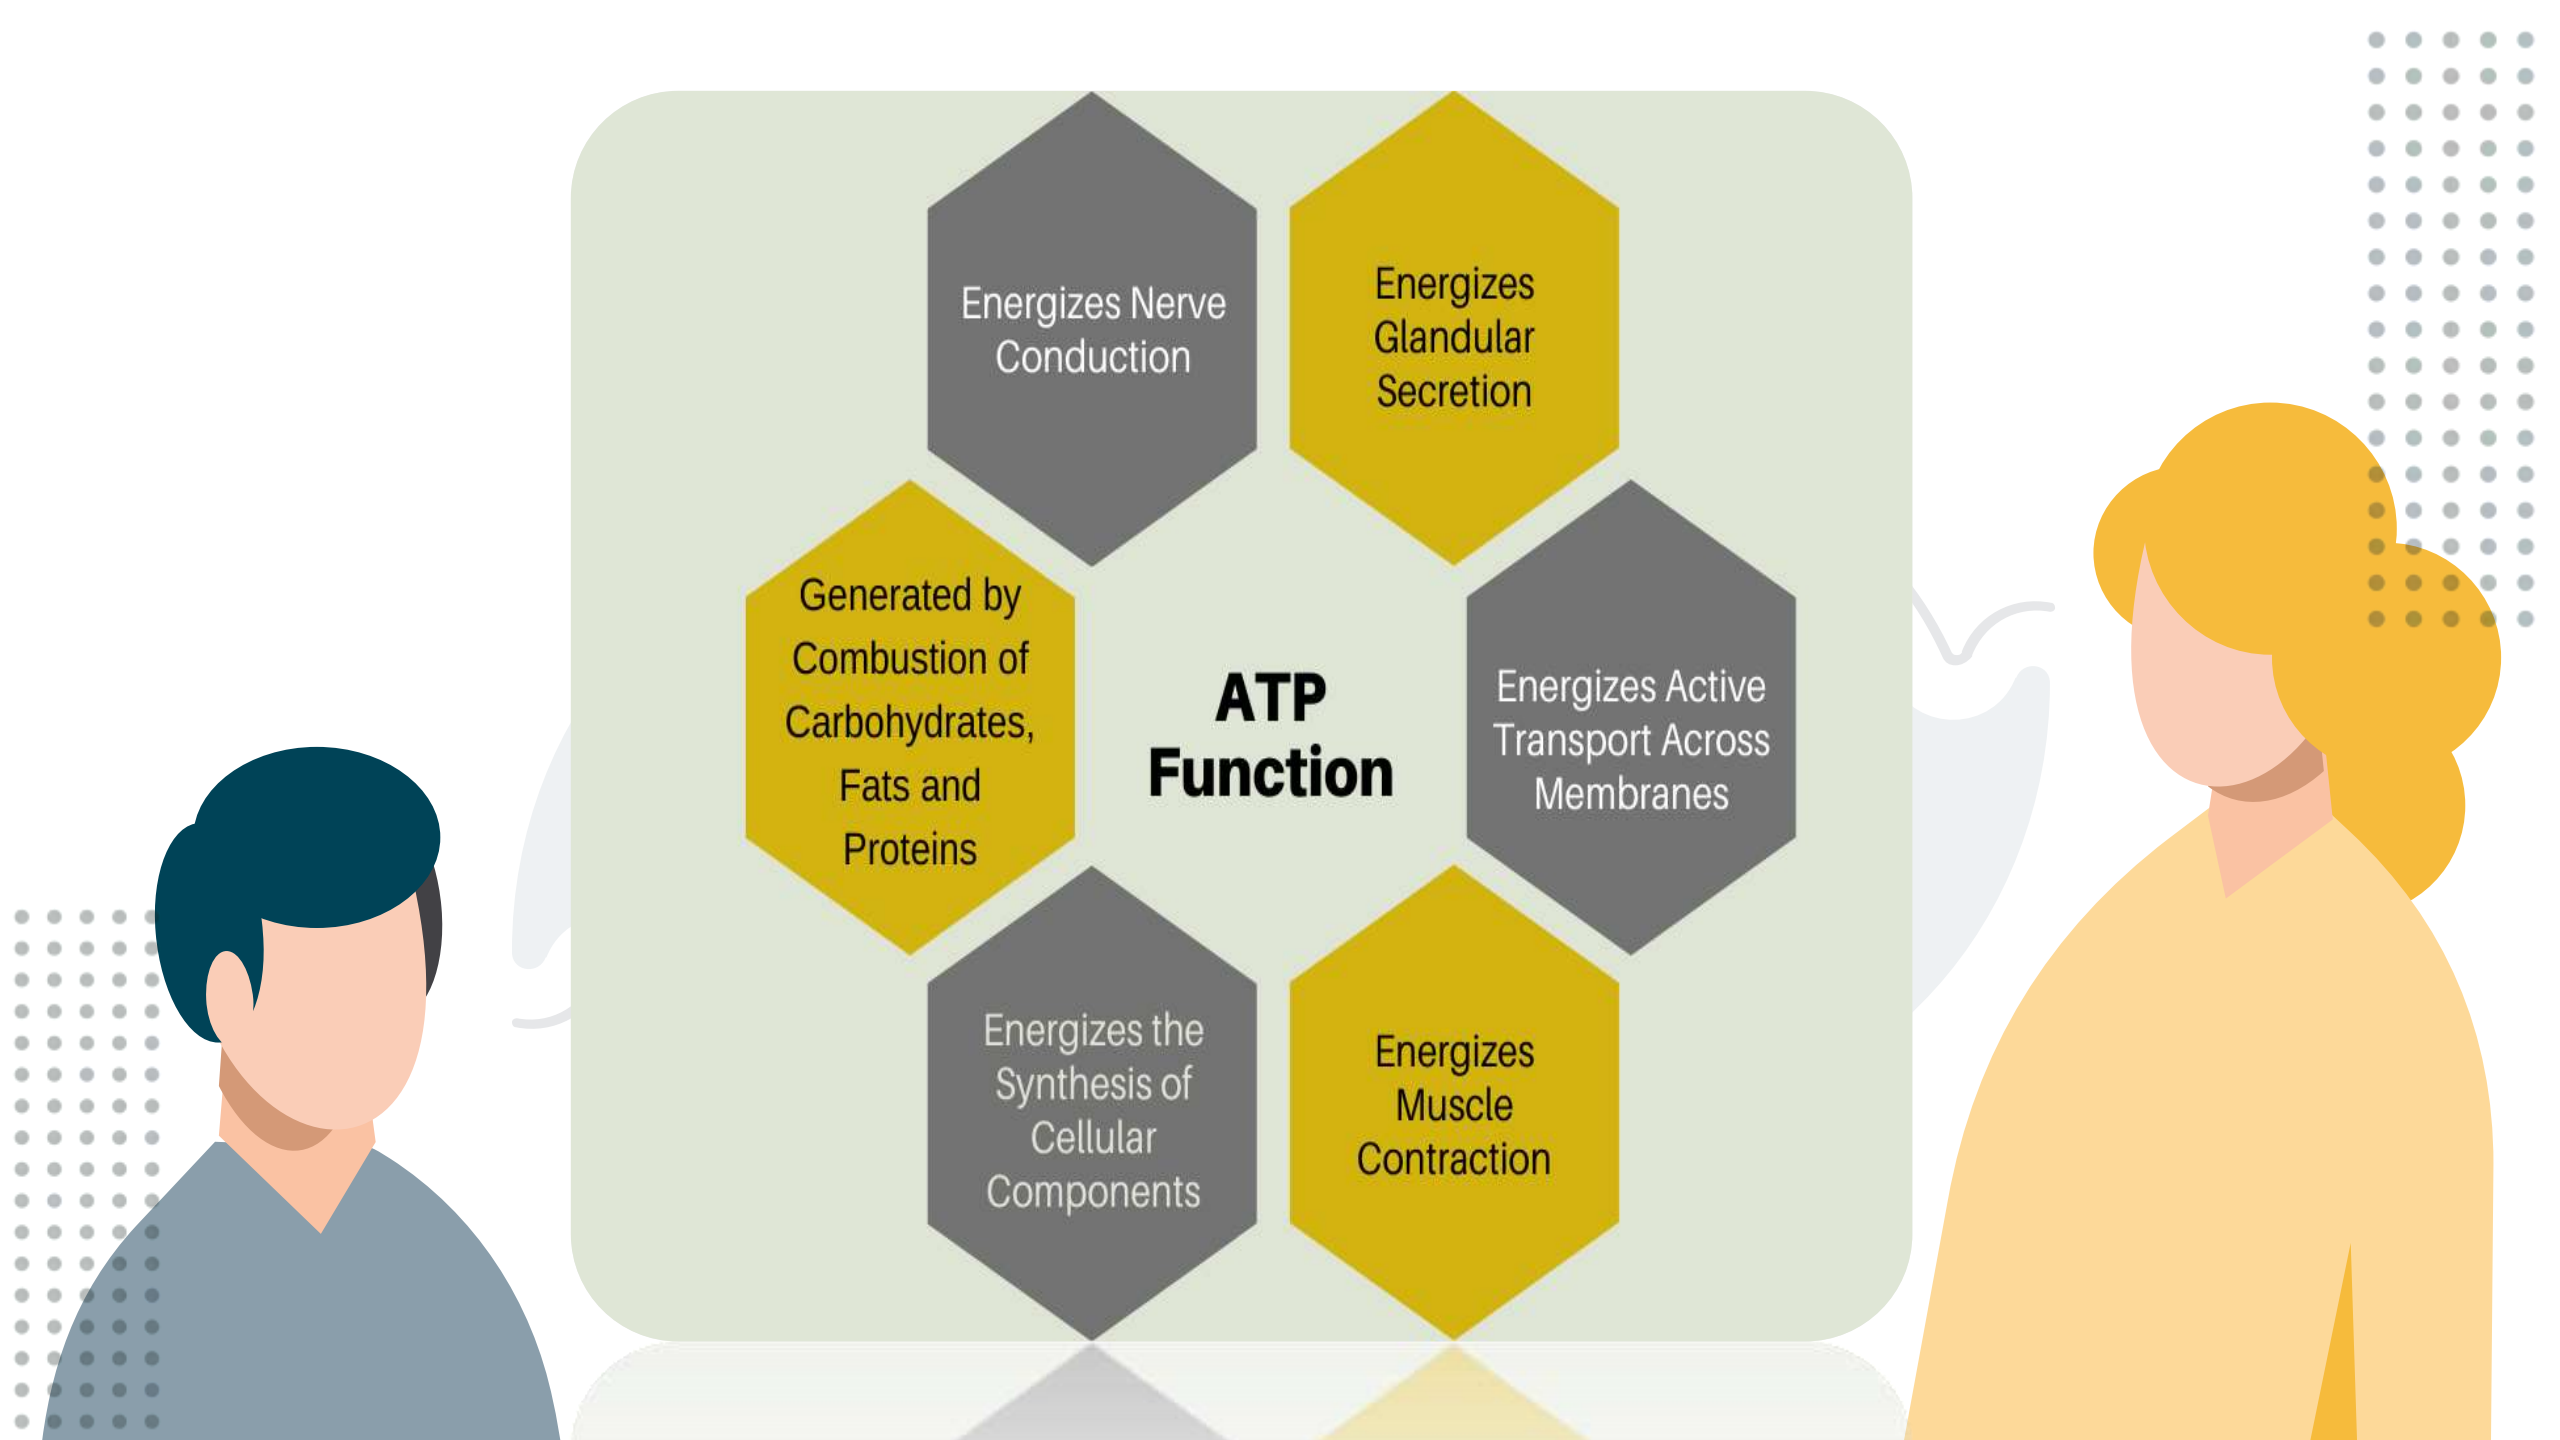 Energizes Nerve
Conduction
Energizes
Glandular
Secretion
Generated by
Combustion of
Carbohydrates,
Fats and
Proteins
ATP
Function
Energizes Active
Transport Across
Membranes
Energizes the
Synthesis of
Cellular
Components
Energizes
Muscle
Contraction